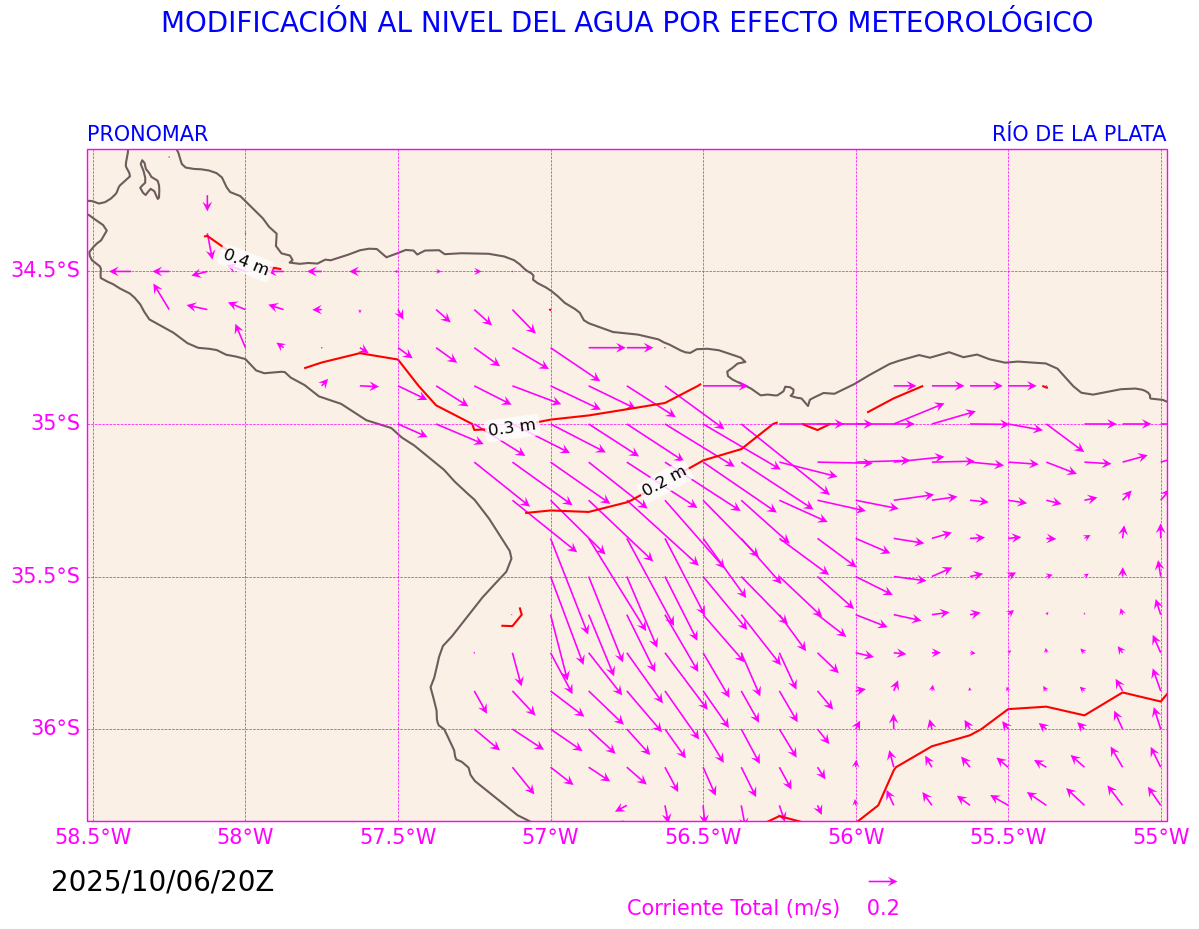 MODIFICACIÓN AL NIVEL DEL AGUA POR EFECTO METEOROLÓGICO
PRONOMAR
RÍO DE LA PLATA
0.4 m
34.5°S
35°S
0.3 m
0.2 m
35.5°S
36°S
58.5°W
58°W
57.5°W
57°W
56.5°W
56°W
55.5°W
55°W
2025/10/06/20Z
Corriente Total (m/s)
0.2